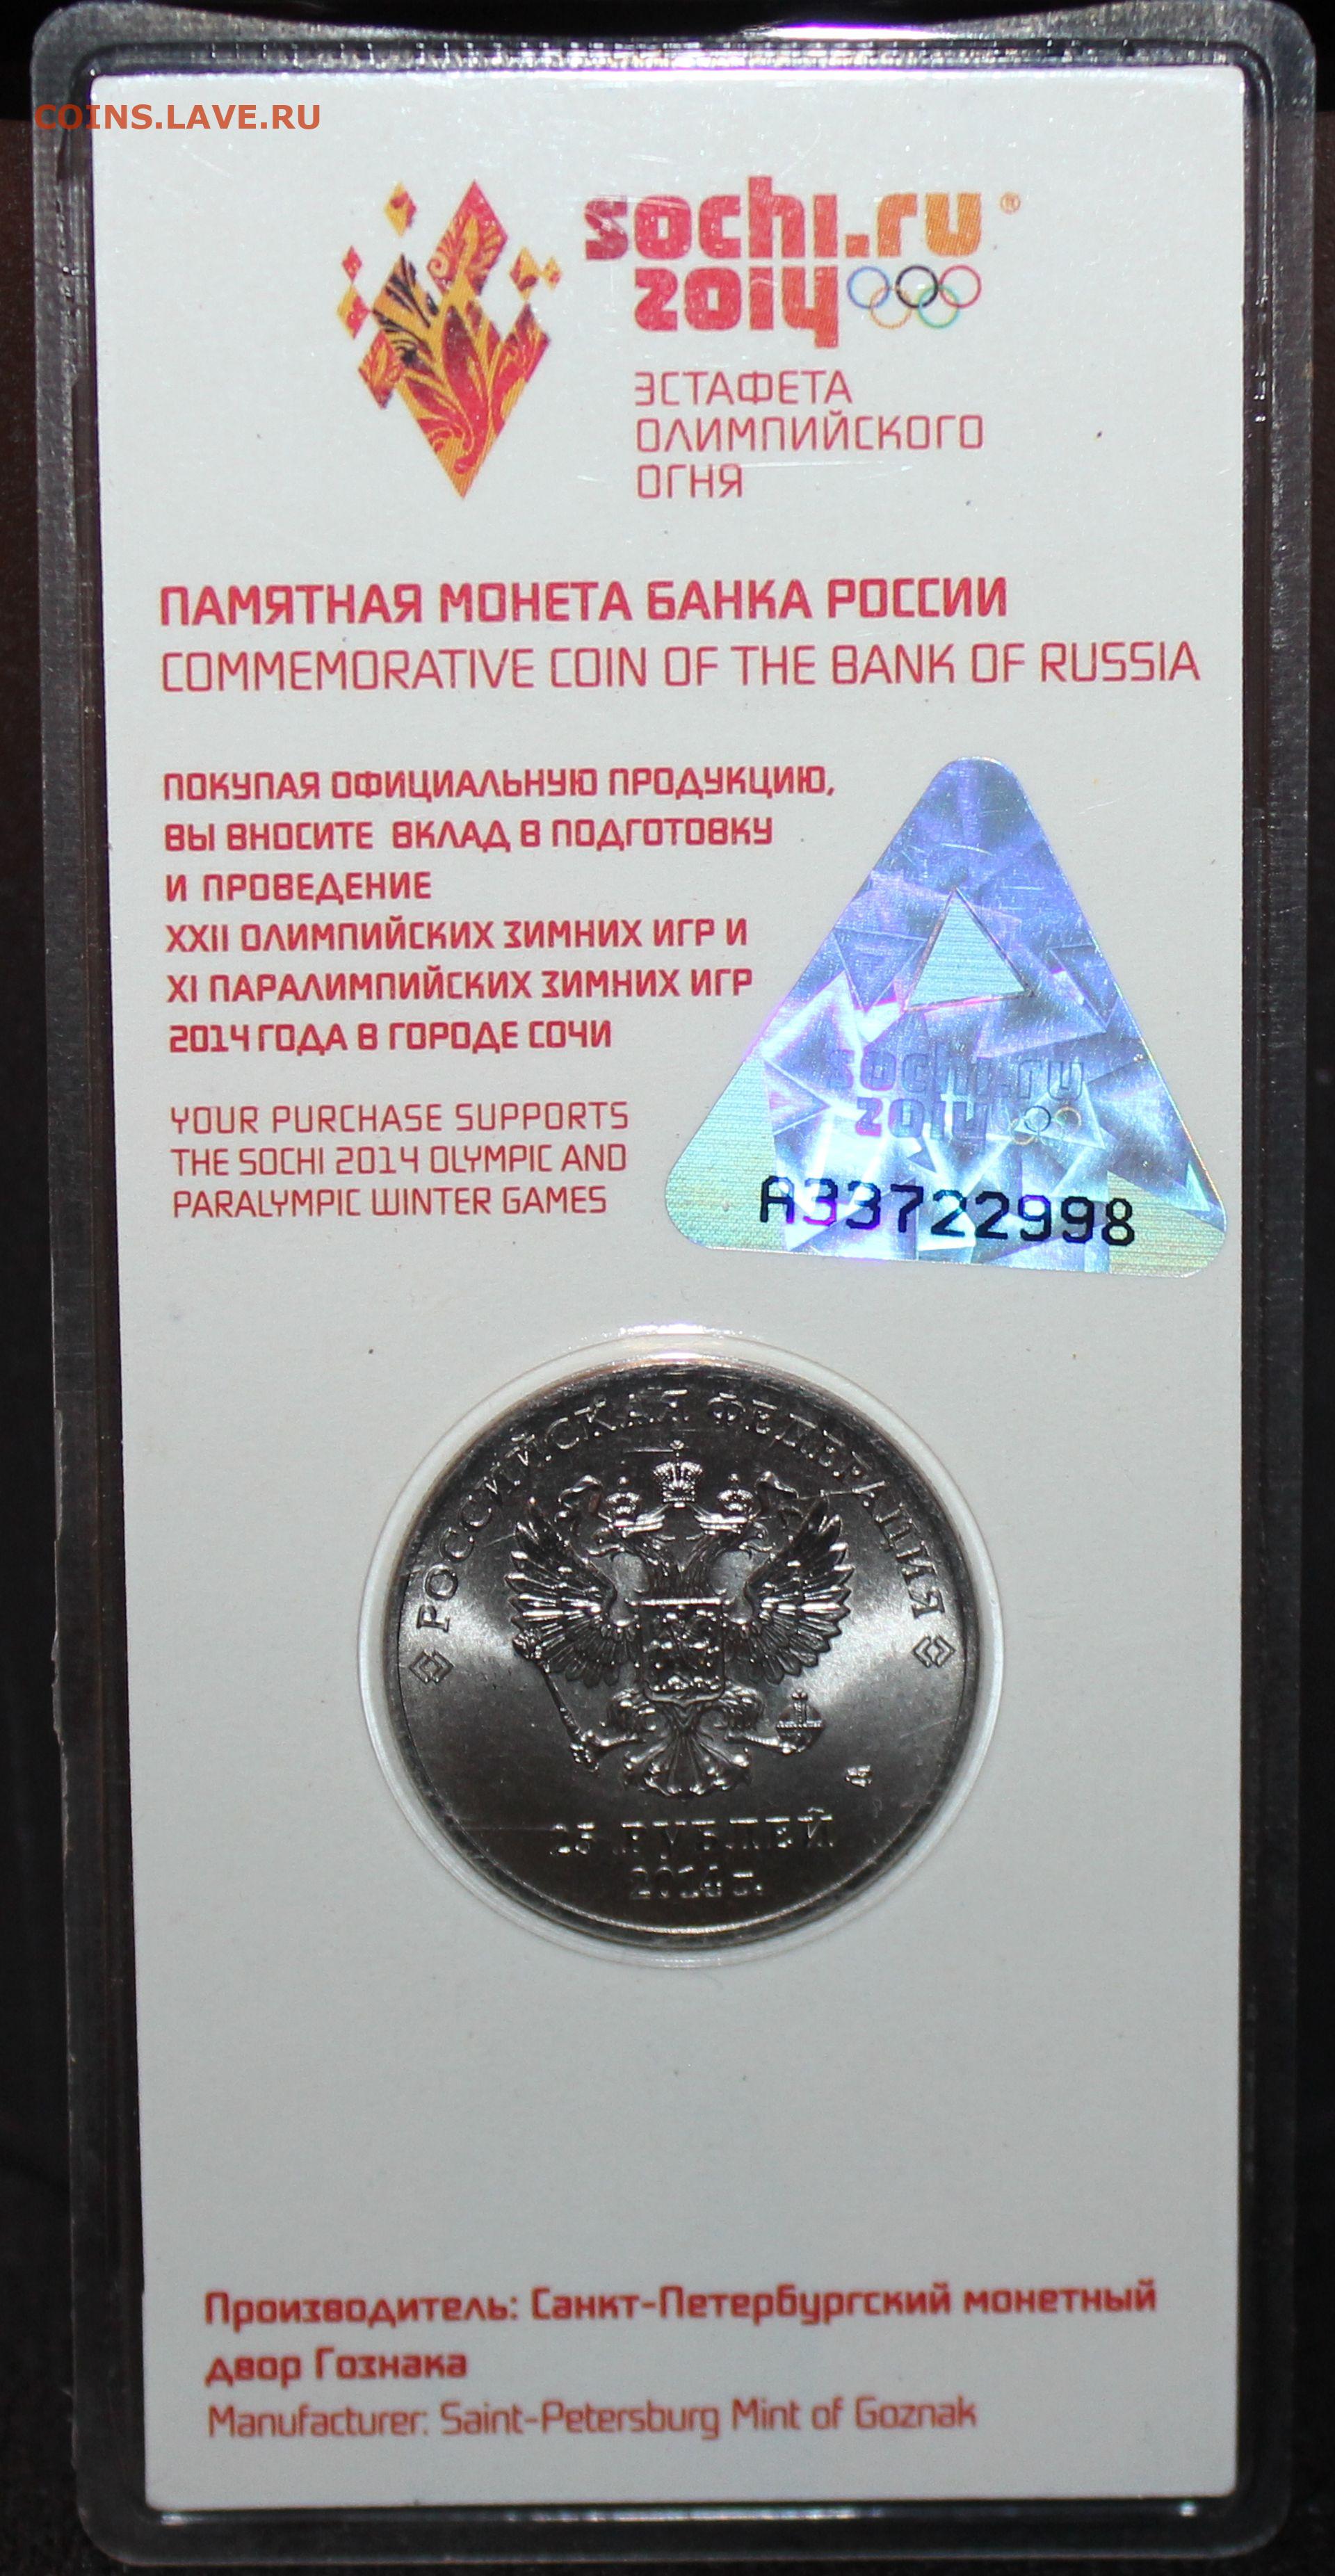 COINS.LAVE.RU
sochi.ru ®
2014
ЭСТАФЕТА
ОЛИМПИЙСКОГО
ОГНЯ
ПАМЯТНАЯ МОНЕТА БАНКА РОССИИ
COMMEMORATIVE COIN OF THE BANK OF RUSSIA
ПОКУПАЯ ОФИЦИАЛЬНУЮ ПРОДУКЦИЮ,
ВЫ ВНОСИТЕ ВКЛАД В ПОДГОТОВКУ
И ПРОВЕДЕНИЕ
XXII ОЛИМПИЙСКИХ ЗИМНИХ ИГР И
XI ПАРАЛИМПИЙСКИХ ЗИМНИХ ИГР
2014 ГОДА В ГОРОДЕ СОЧИ
YOUR PURCHASE SUPPORTS
THE SOCHI 2014 OLYMPIC AND
PARALYMPIC WINTER GAMES
sochi.ru
2014
A33722998
РОССИЙСКАЯ ФЕДЕРАЦИЯ
25 РУБЛЕЙ
2014 г.
Производитель: Санкт-Петербургский монетный
двор Гознака
Manufacturer: Saint-Petersburg Mint of Goznak